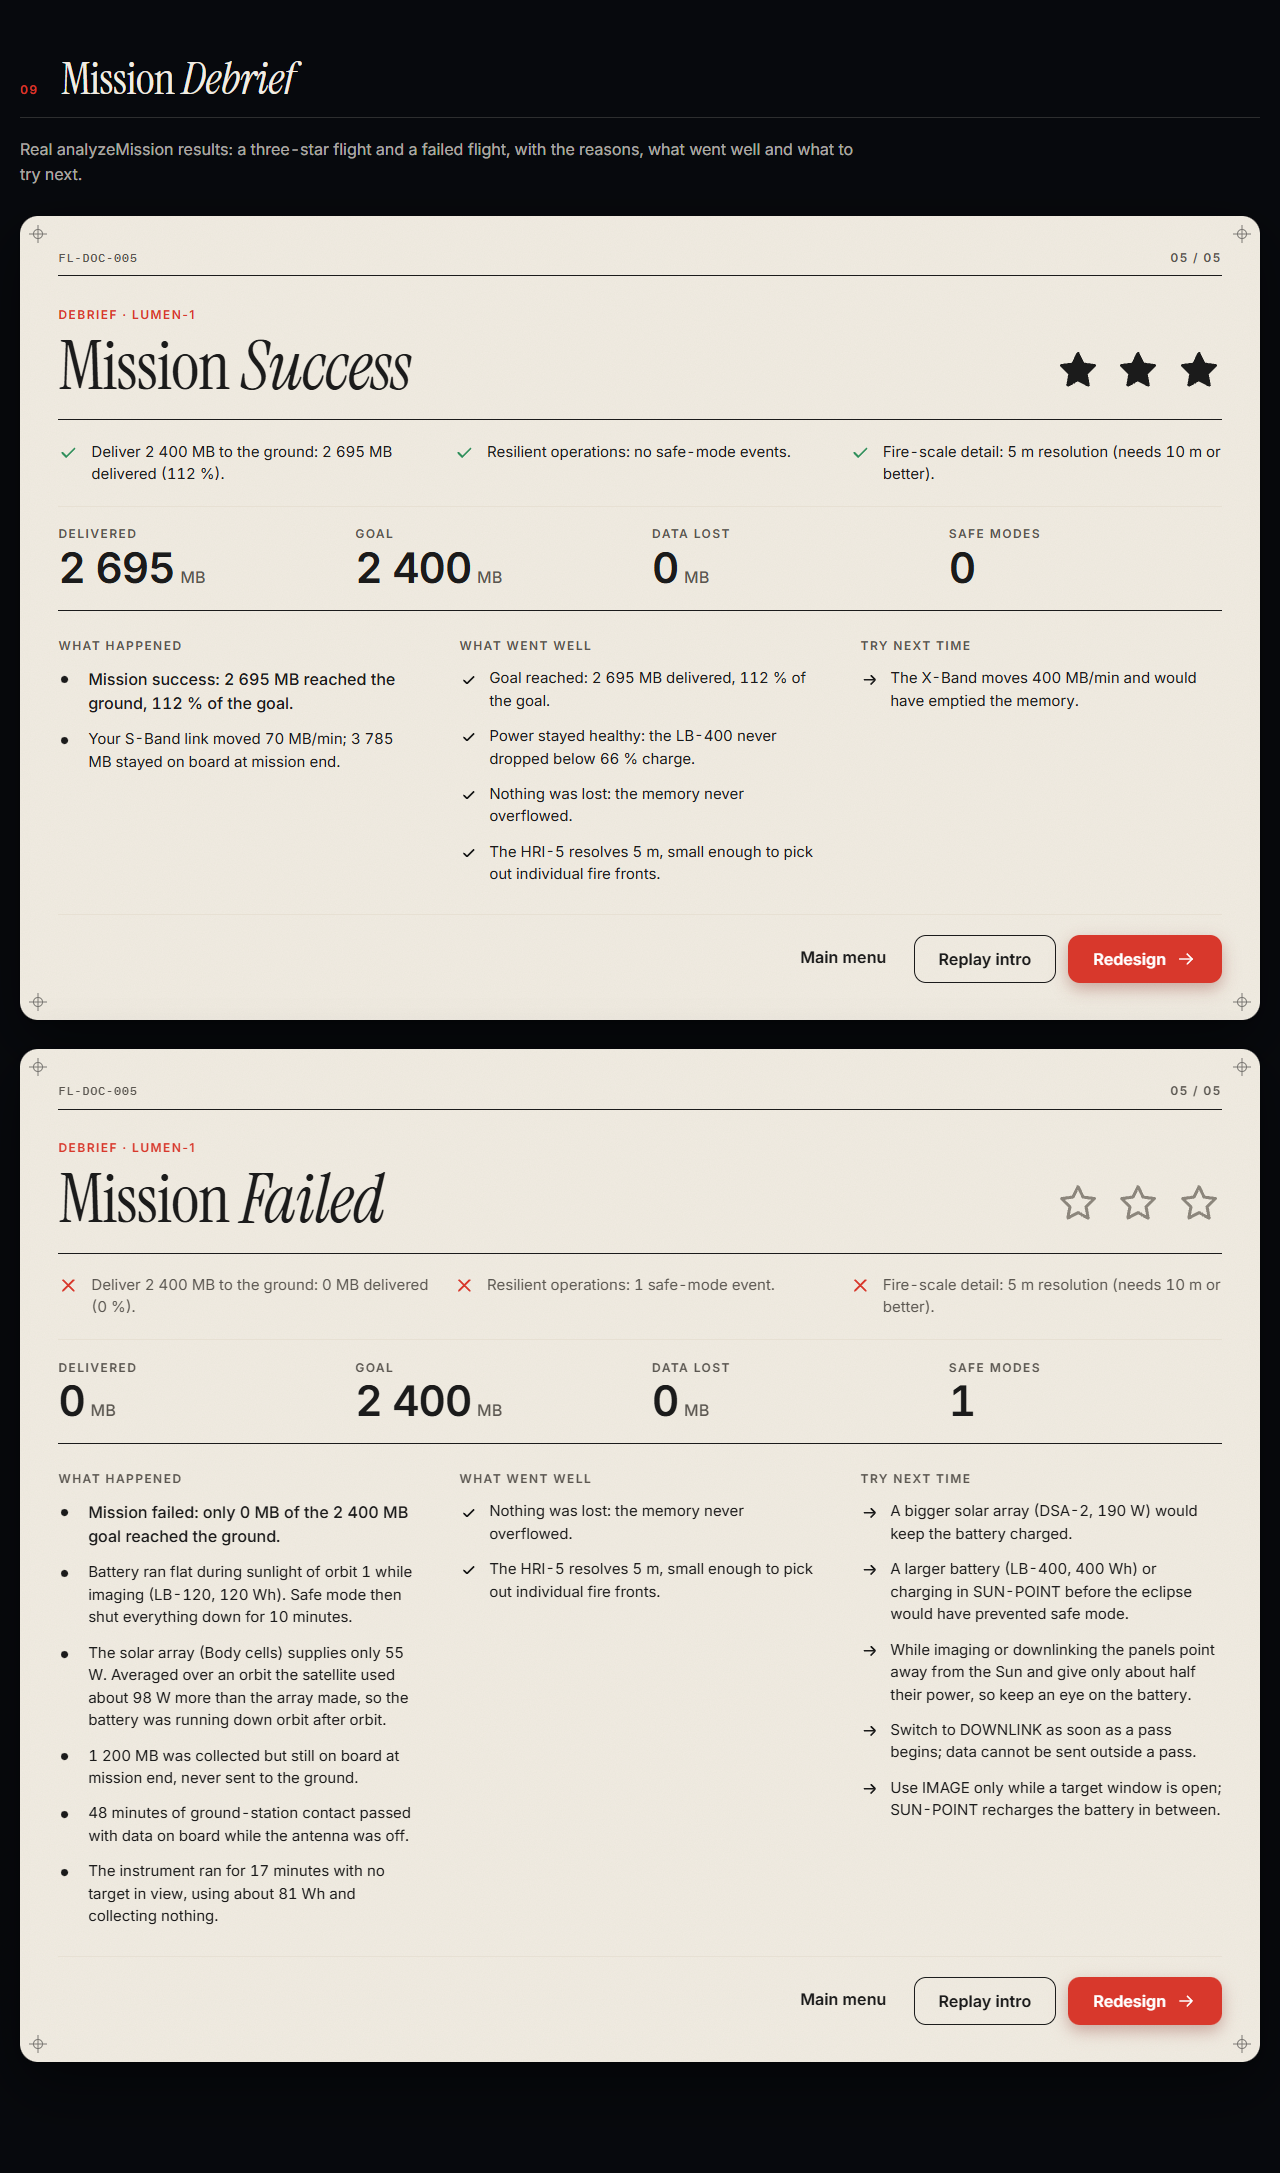 09 Mission Debrief
Real analyzeMission results: a three-star flight and a failed flight, with the reasons, what went well and what to
try next.
FL-DOC-005
05 / 05
DEBRIEF · LUMEN-1
Mission Success
Deliver 2 400 MB to the ground: 2 695 MB
delivered (112 %).
Resilient operations: no safe-mode events.
Fire-scale detail: 5 m resolution (needs 10 m or
better).
DELIVERED
2 695 MB
GOAL
2 400 MB
DATA LOST
0 MB
SAFE MODES
0
WHAT HAPPENED
Mission success: 2 695 MB reached the
ground, 112 % of the goal.
Your S-Band link moved 70 MB/min; 3 785
MB stayed on board at mission end.
WHAT WENT WELL
Goal reached: 2 695 MB delivered, 112 % of
the goal.
Power stayed healthy: the LB-400 never
dropped below 66 % charge.
Nothing was lost: the memory never
overflowed.
The HRI-5 resolves 5 m, small enough to pick
out individual fire fronts.
TRY NEXT TIME
The X-Band moves 400 MB/min and would
have emptied the memory.
Main menu
Replay intro
Redesign
FL-DOC-005
05 / 05
DEBRIEF · LUMEN-1
Mission Failed
Deliver 2 400 MB to the ground: 0 MB delivered
(0 %).
Resilient operations: 1 safe-mode event.
Fire-scale detail: 5 m resolution (needs 10 m or
better).
DELIVERED
0 MB
GOAL
2 400 MB
DATA LOST
0 MB
SAFE MODES
1
WHAT HAPPENED
Mission failed: only 0 MB of the 2 400 MB
goal reached the ground.
Battery ran flat during sunlight of orbit 1 while
imaging (LB-120, 120 Wh). Safe mode then
shut everything down for 10 minutes.
The solar array (Body cells) supplies only 55
W. Averaged over an orbit the satellite used
about 98 W more than the array made, so the
battery was running down orbit after orbit.
1 200 MB was collected but still on board at
mission end, never sent to the ground.
48 minutes of ground-station contact passed
with data on board while the antenna was off.
The instrument ran for 17 minutes with no
target in view, using about 81 Wh and
collecting nothing.
WHAT WENT WELL
Nothing was lost: the memory never
overflowed.
The HRI-5 resolves 5 m, small enough to pick
out individual fire fronts.
TRY NEXT TIME
A bigger solar array (DSA-2, 190 W) would
keep the battery charged.
A larger battery (LB-400, 400 Wh) or
charging in SUN-POINT before the eclipse
would have prevented safe mode.
While imaging or downlinking the panels point
away from the Sun and give only about half
their power, so keep an eye on the battery.
Switch to DOWNLINK as soon as a pass
begins; data cannot be sent outside a pass.
Use IMAGE only while a target window is open;
SUN-POINT recharges the battery in between.
Main menu
Replay intro
Redesign